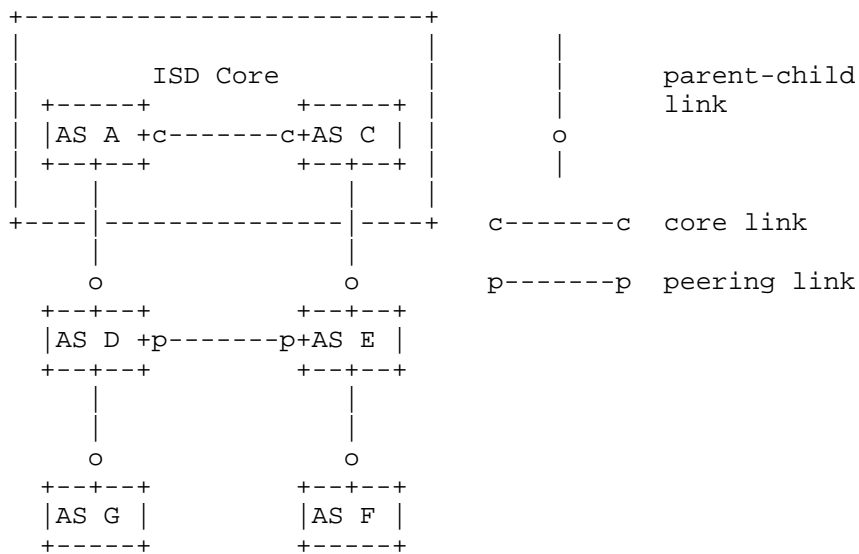 ISD Core
parent-child
link
AS A c c AS C
o
c c core link
o o
p p peering link
AS D p p AS E
o o
AS G AS F